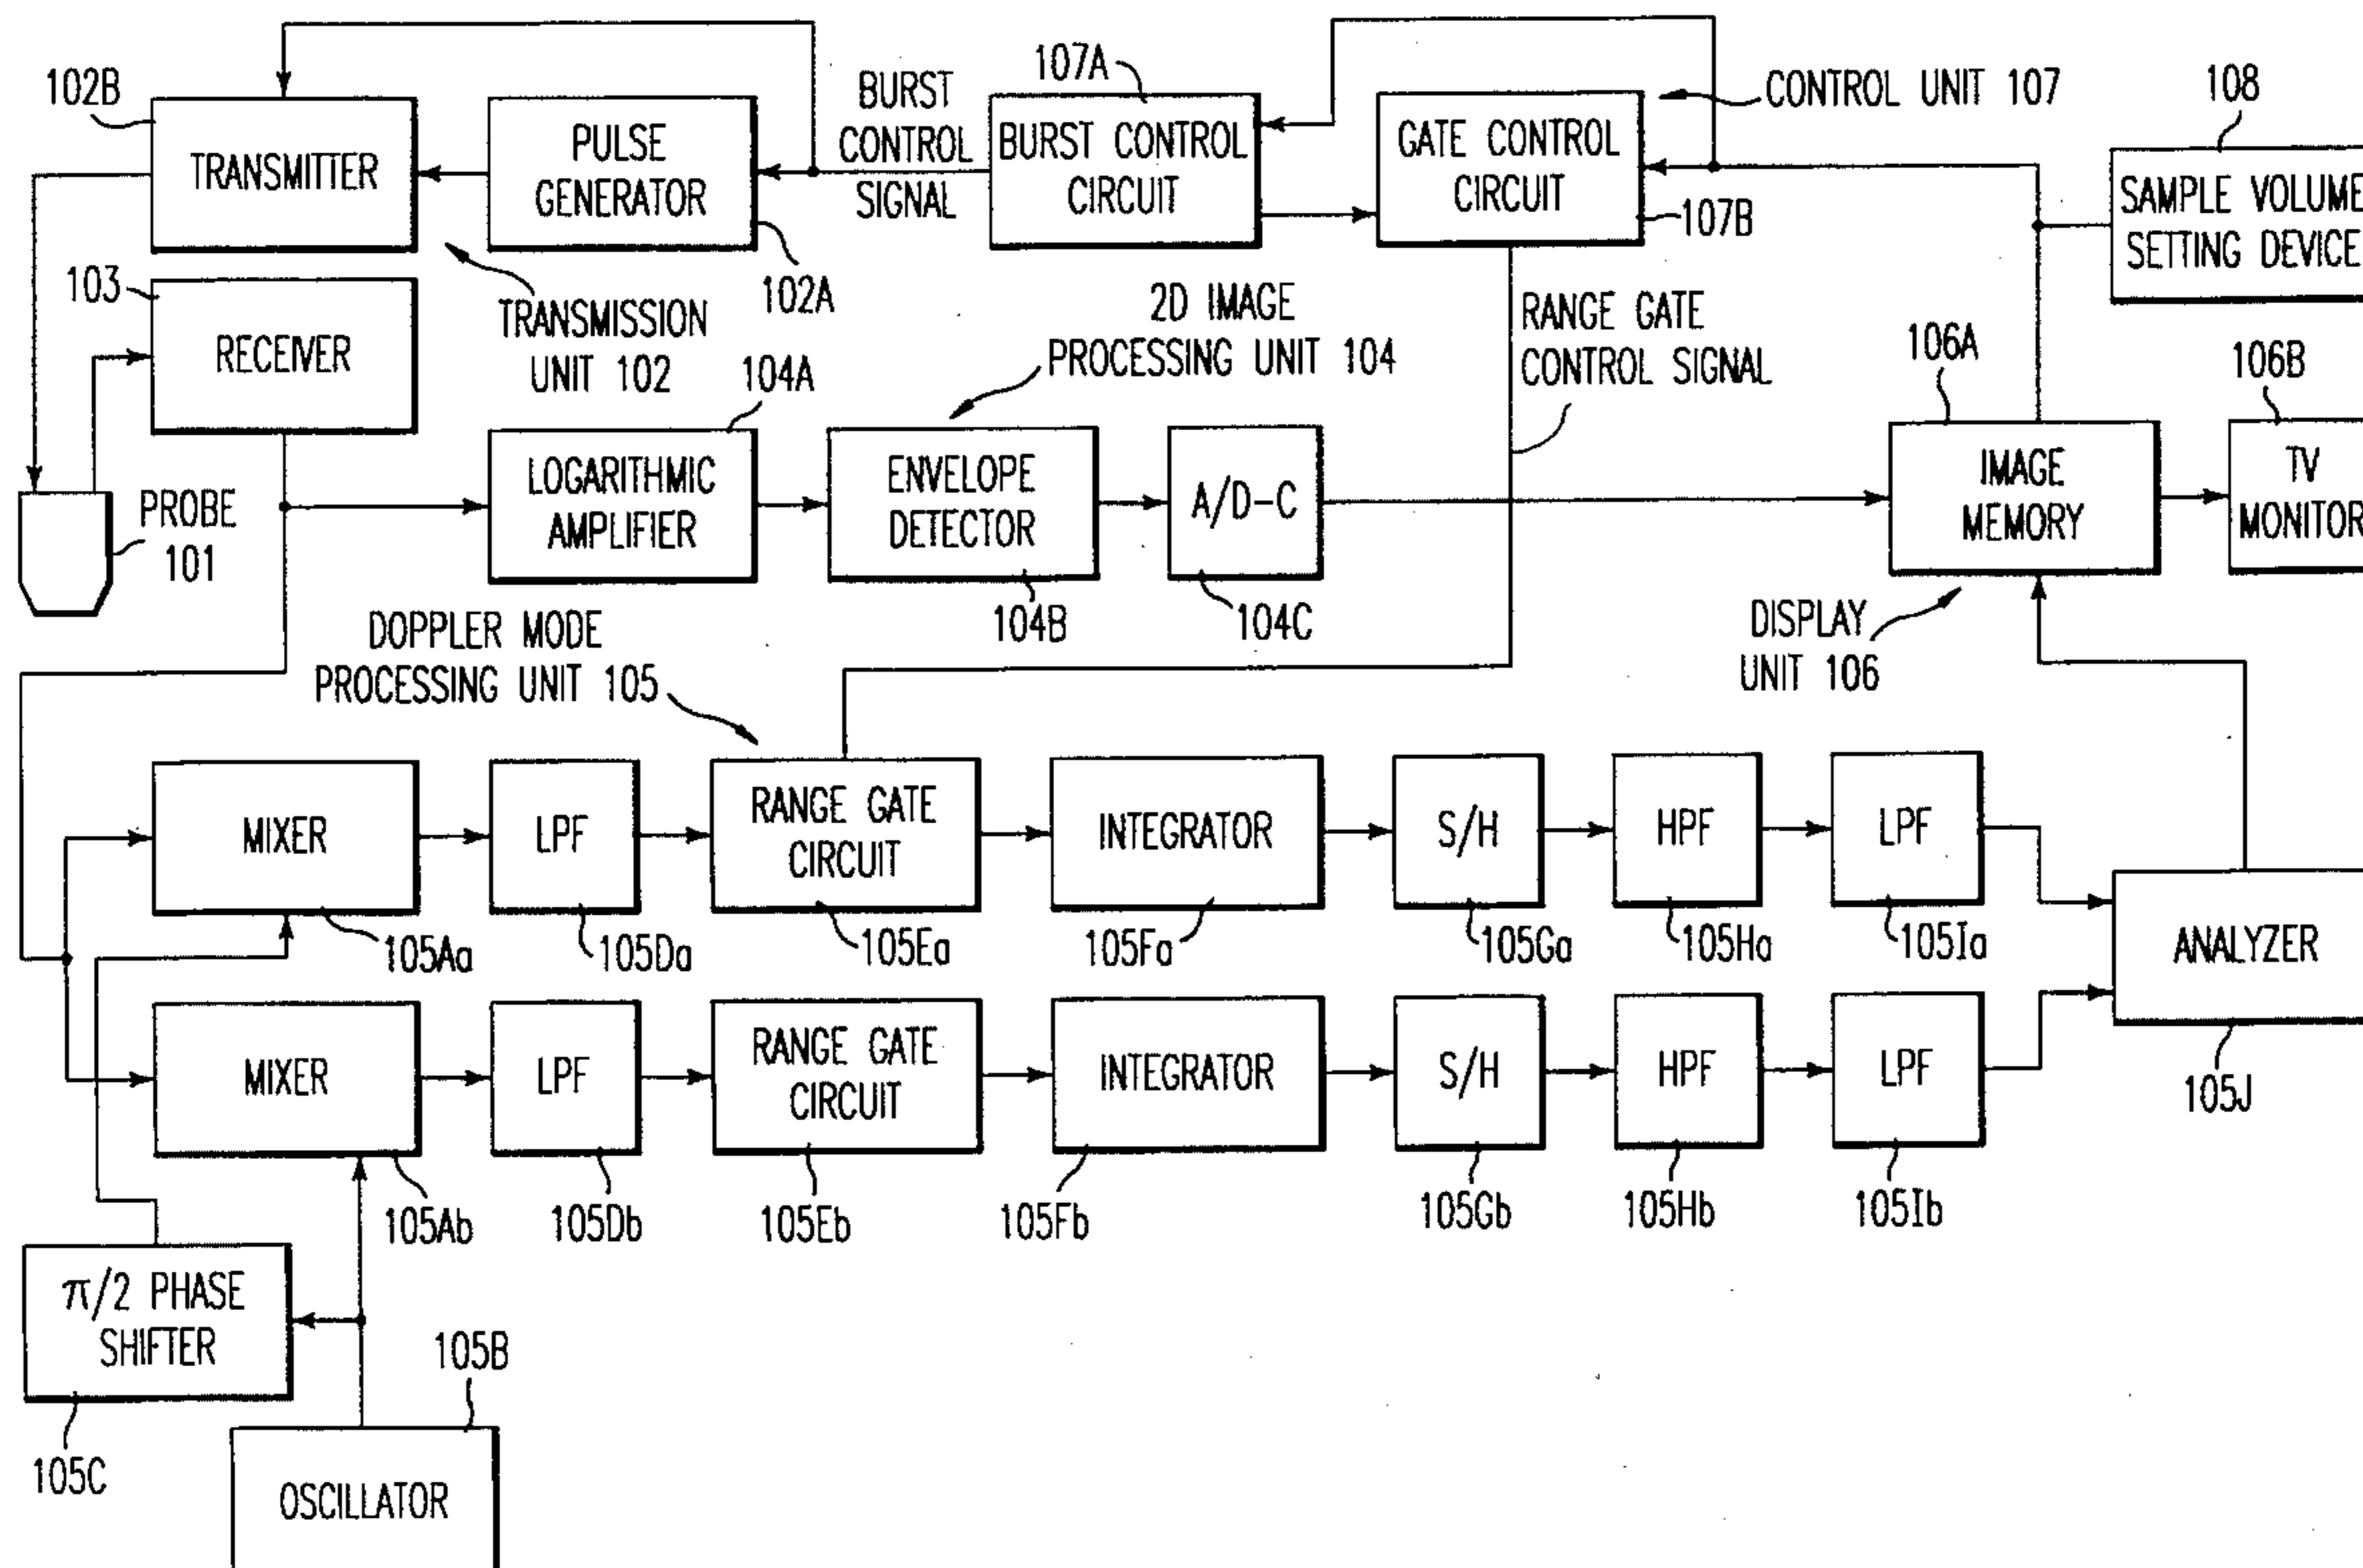 107A
102B
BURST
CONTROL
SIGNAL
CONTROL UNIT 107
108
TRANSMITTER
PULSE
GENERATOR
BURST CONTROL
CIRCUIT
GATE CONTROL
CIRCUIT
107B
SAMPLE VOLUME
SETTING DEVICE
103
RECEIVER
TRANSMISSION
UNIT 102
102A
2D IMAGE
PROCESSING UNIT 104
RANGE GATE
CONTROL SIGNAL
104A
106A
106B
PROBE
101
LOGARITHMIC
AMPLIFIER
ENVELOPE
DETECTOR
A/D-C
IMAGE
MEMORY
TV
MONITOR
104B
104C
DOPPLER MODE
PROCESSING UNIT 105
DISPLAY
UNIT 106
MIXER
LPF
RANGE GATE
CIRCUIT
INTEGRATOR
S/H
HPF
LPF
105Aa
105Da
105Ea
105Fa
105Ga
105Ha
105Ia
ANALYZER
MIXER
LPF
RANGE GATE
CIRCUIT
INTEGRATOR
S/H
HPF
LPF
105J
105Ab
105Db
105Eb
105Fb
105Gb
105Hb
105Ib
π/2 PHASE
SHIFTER
105B
105C
OSCILLATOR